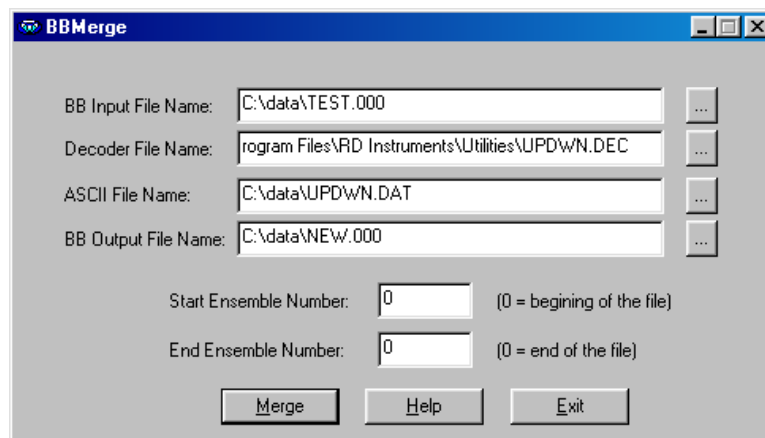 BBMerge
BB Input File Name: C:\data\TEST.000 ...
Decoder File Name: rogram Files\RD Instruments\Utilities\UPDWN.DEC ...
ASCII File Name: C:\data\UPDWN.DAT ...
BB Output File Name: C:\data\NEW.000 ...
Start Ensemble Number: 0 (0 = begining of the file)
End Ensemble Number: 0 (0 = end of the file)
Merge Help Exit